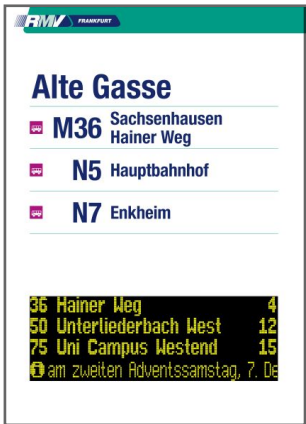 RMV FRANKFURT
Alte Gasse
M36 Sachsenhausen
Hainer Weg
N5 Hauptbahnhof
N7 Enkheim
36 Hainer Weg 4
50 Unterliederbach West 12
75 Uni Campus Westend 15
am zweiten Adventssamstag, 7. De